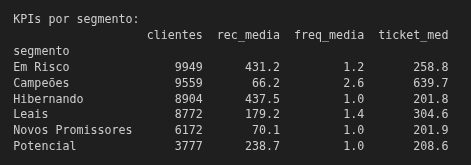 KPIs por segmento:
clientes rec_media freq_media ticket_med
segmento
Em Risco 9949 431.2 1.2 258.8
Campeões 9559 66.2 2.6 639.7
Hibernando 8904 437.5 1.0 201.8
Leais 8772 179.2 1.4 304.6
Novos Promissores 6172 70.1 1.0 201.9
Potencial 3777 238.7 1.0 208.6